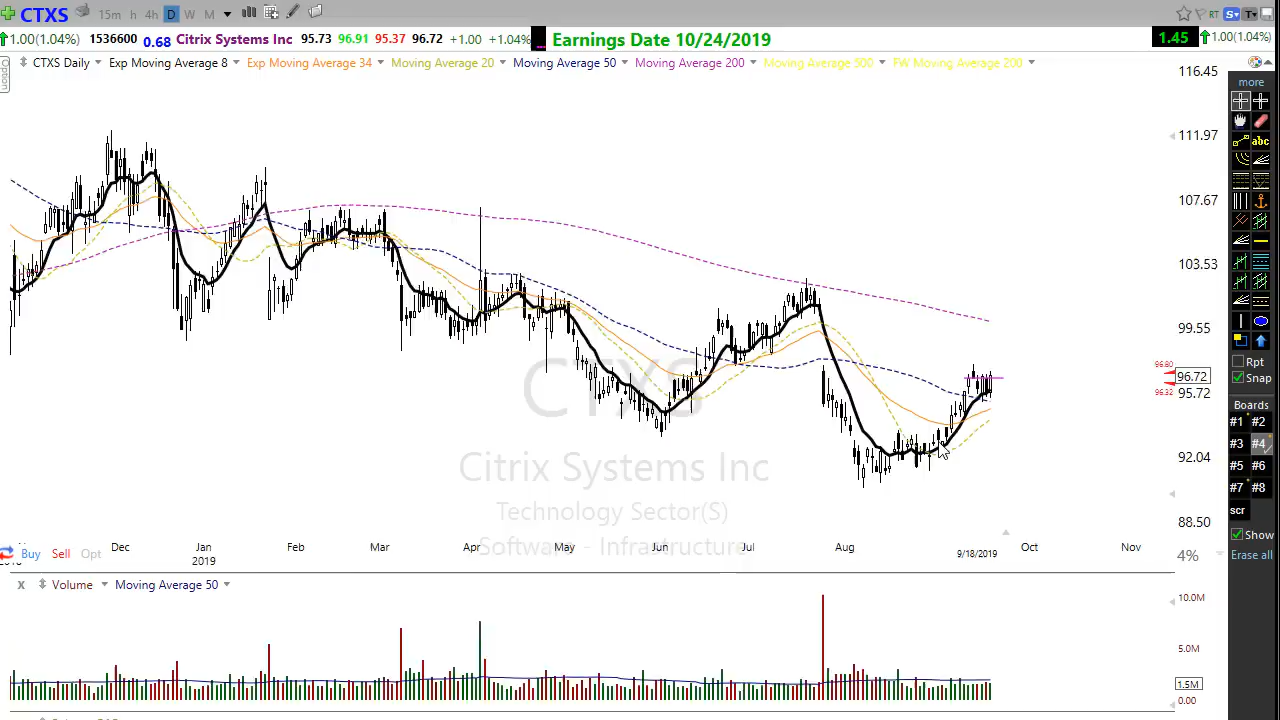 CTXS 15m h 4h D W M RT S T
1.00(1.04%) 1536600 0.68 Citrix Systems Inc 95.73 96.91 95.37 96.72 +1.00 +1.04% Earnings Date 10/24/2019 1.45 1.00(1.04%)
CTXS Daily Exp Moving Average 8 Exp Moving Average 34 Moving Average 20 Moving Average 50 Moving Average 200 Moving Average 500 FW Moving Average 200
Option
116.45
more
111.97
abc
107.67
103.53
99.55
96.80
96.72
96.32
95.72
92.04
88.50
Rpt
Snap
Boards
#1 #2
#3 #4
#5 #6
#7 #8
scr
Show
Erase all
CTXS
Citrix Systems Inc
Technology Sector(S)
Software - Infrastructure
Dec Jan Feb Mar Apr May Jun Jul Aug 9/18/2019 Oct Nov
2019
Buy Sell Opt 4%
X Volume Moving Average 50
10.0M
5.0M
1.5M
0.00